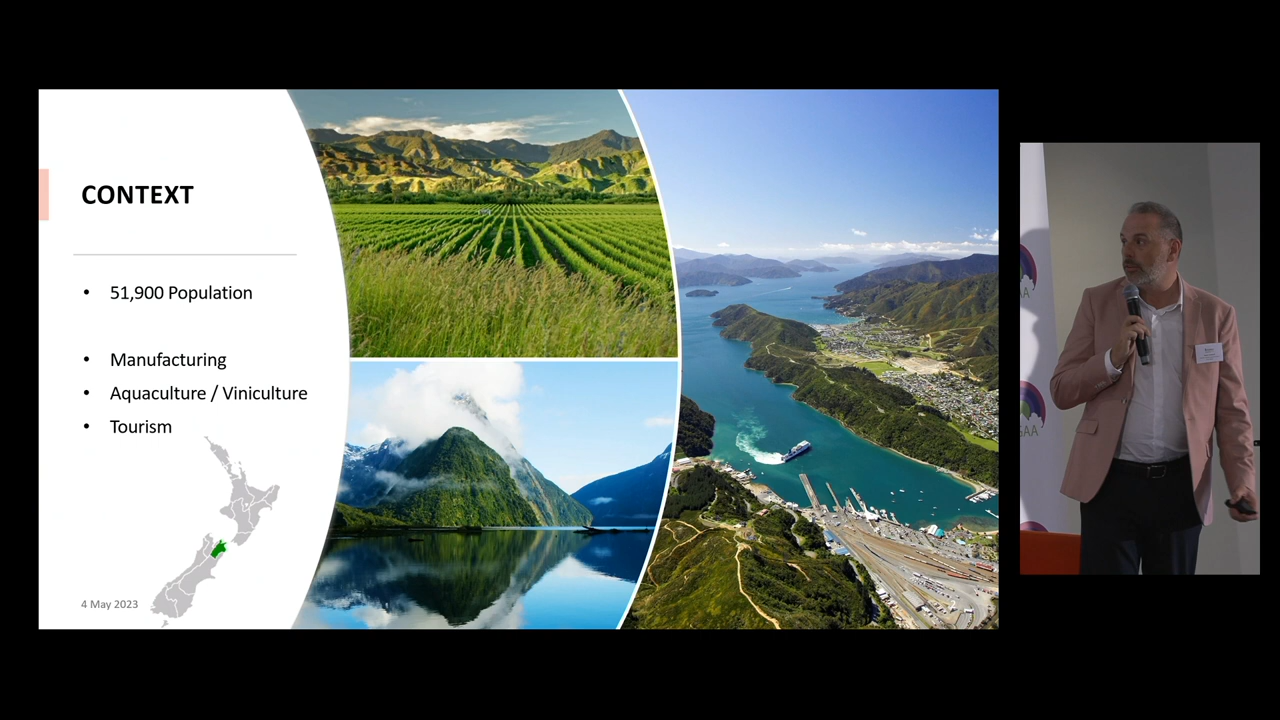 CONTEXT
• 51,900 Population
• Manufacturing
• Aquaculture / Viniculture
• Tourism
4 May 2023